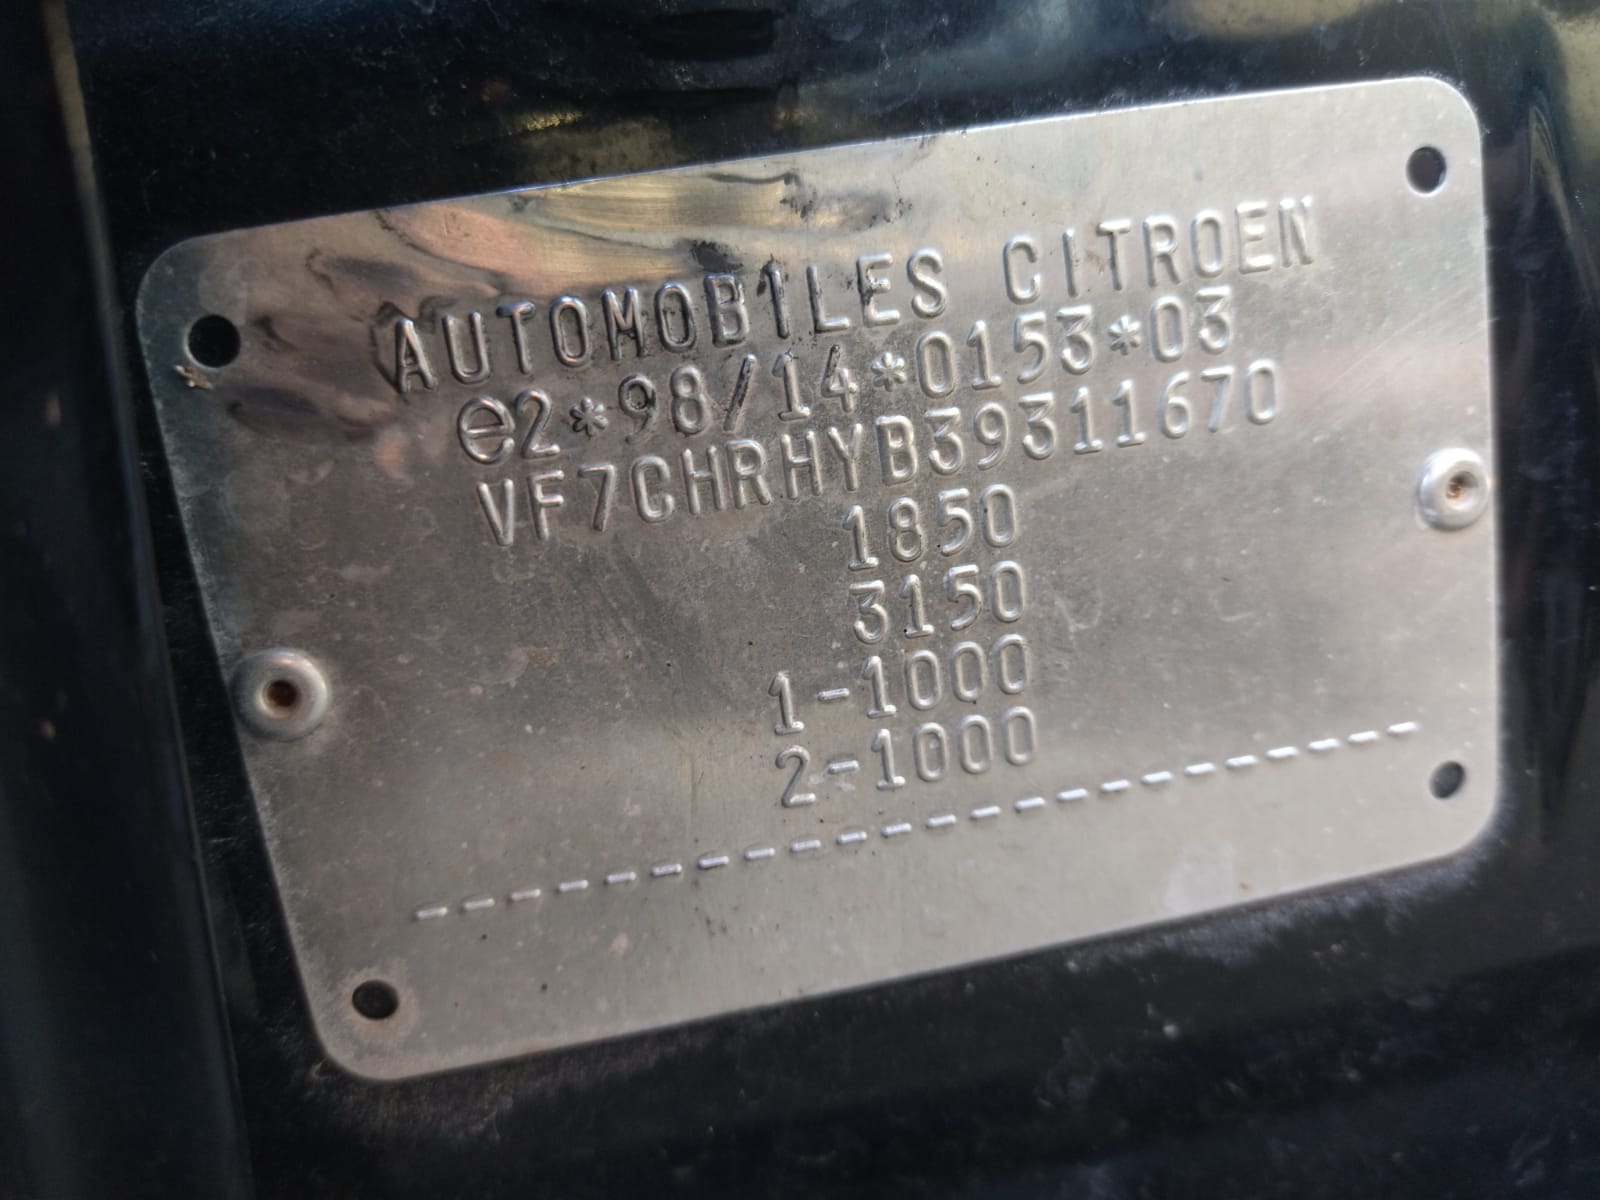 AUTOMOBILES CITROEN
e2*98/14*0153*03
VF7CHRHYB39311670
1850
3150
1-1000
2-1000
-----------------------